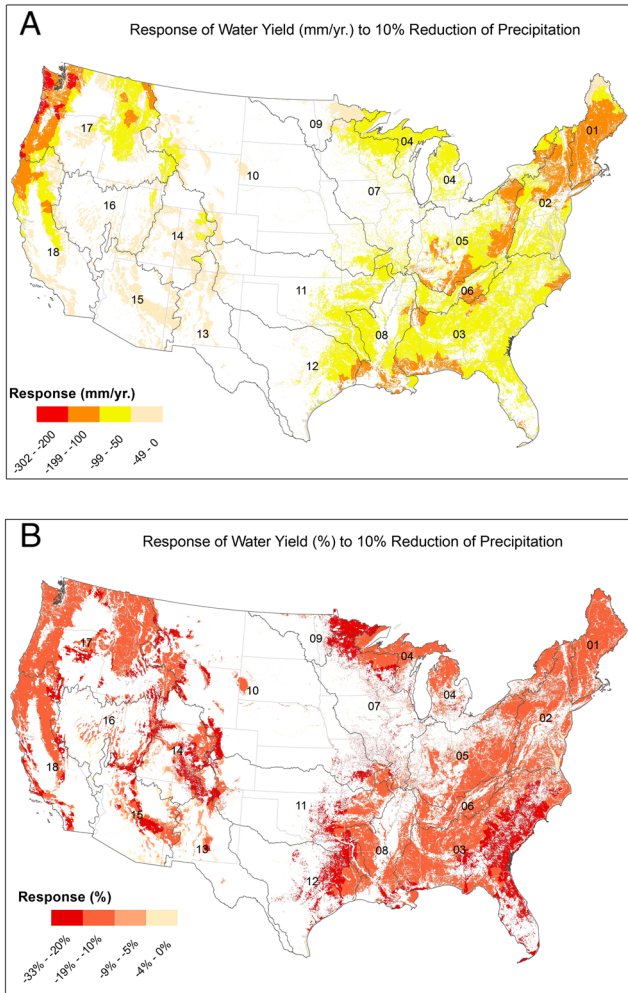 A
Response of Water Yield (mm/yr.) to 10% Reduction of Precipitation
01
09
04
17
04
10
02
07
16
05
14
18
06
11
15
03
13
08
12
Response (mm/yr.)
-302 - -200
-199 - -100
-99 - -50
-49 - 0
B
Response of Water Yield (%) to 10% Reduction of Precipitation
09
17
01
04
10
04
02
07
16
14
05
18
06
11
15
13
08
03
12
Response (%)
-33% - -20%
-19% - -10%
-9% - -5%
-4% - 0%